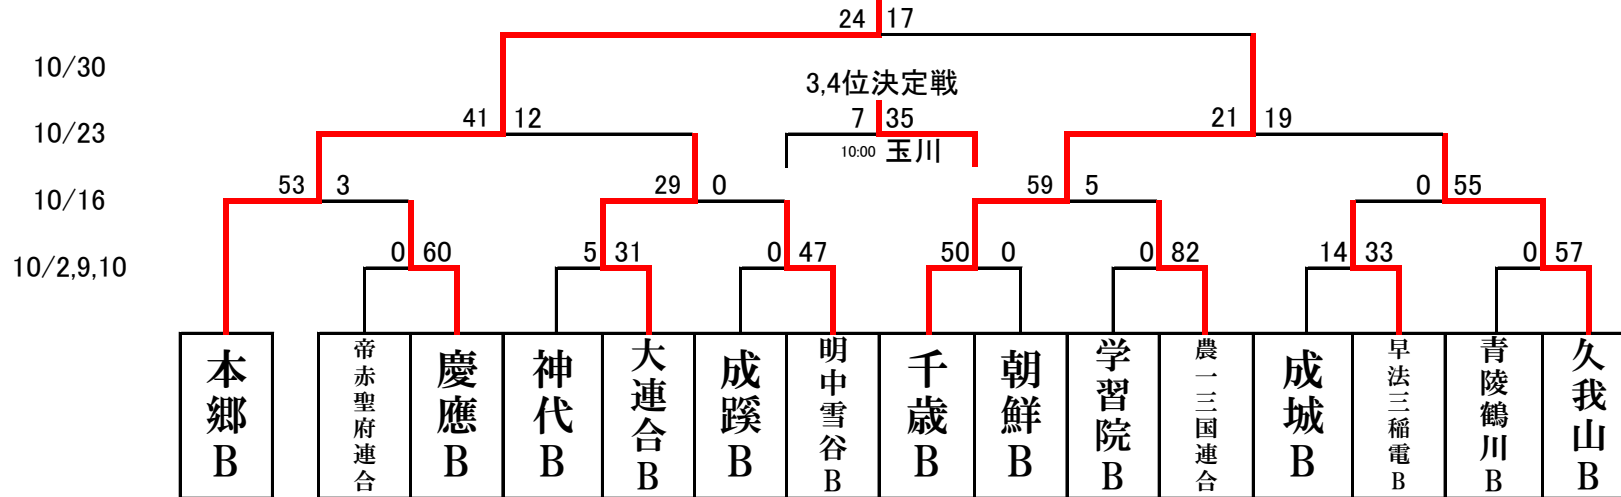 24 17
10/30
3,4位決定戦
10/23 41 12 7 35 21 19
10:00 玉川
10/16 53 3 29 0 59 5 0 55
10/2,9,10 0 60 5 31 0 47 50 0 0 82 14 33 0 57
本郷B
帝赤聖府連合
慶應B
神代B
大連合B
成蹊B
明中雪谷B
千歳B
朝鮮B
学習院B
農一三国連合
成城B
早法三稲電B
青陵鶴川B
久我山B